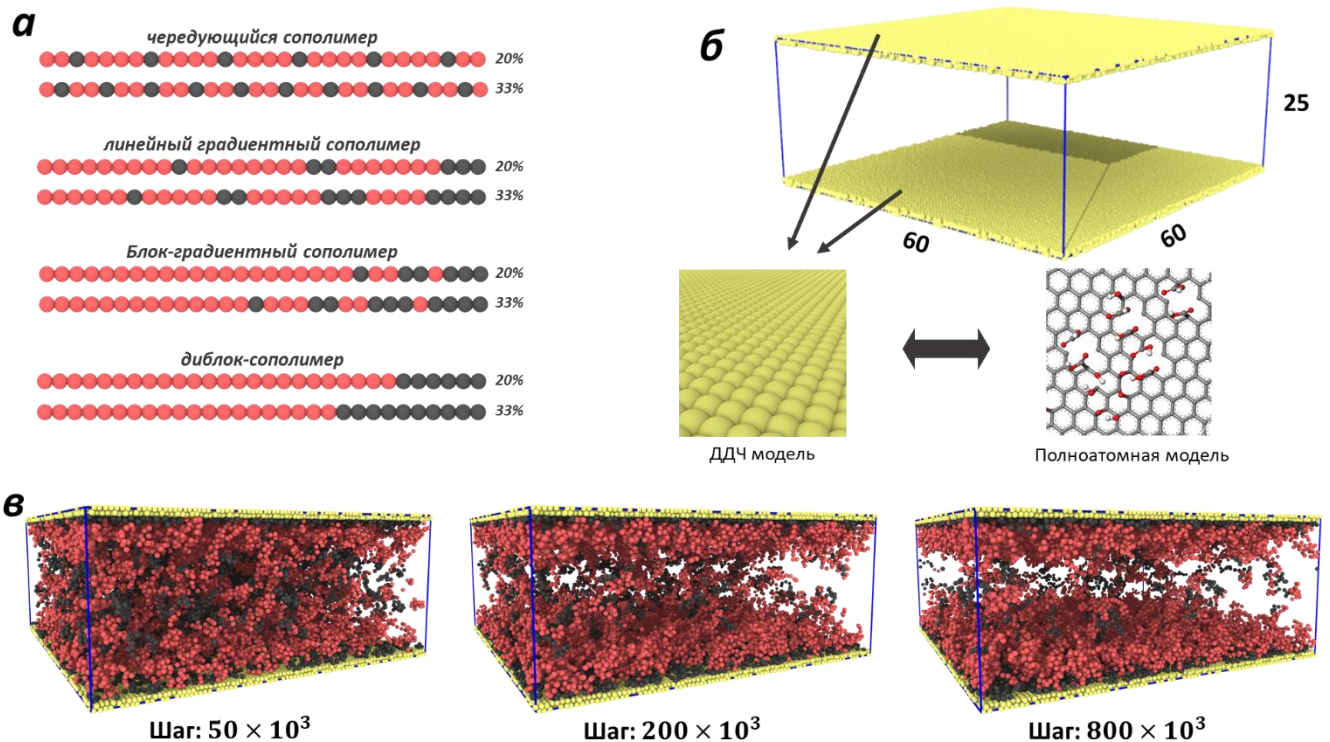 а
чередующийся сополимер
20%
33%
линейный градиентный сополимер
20%
33%
Блок-градиентный сополимер
20%
33%
диблок-сополимер
20%
33%
б
25
60
60
ДДЧ модель
Полноатомная модель
в
Шаг: 50 × 10³
Шаг: 200 × 10³
Шаг: 800 × 10³